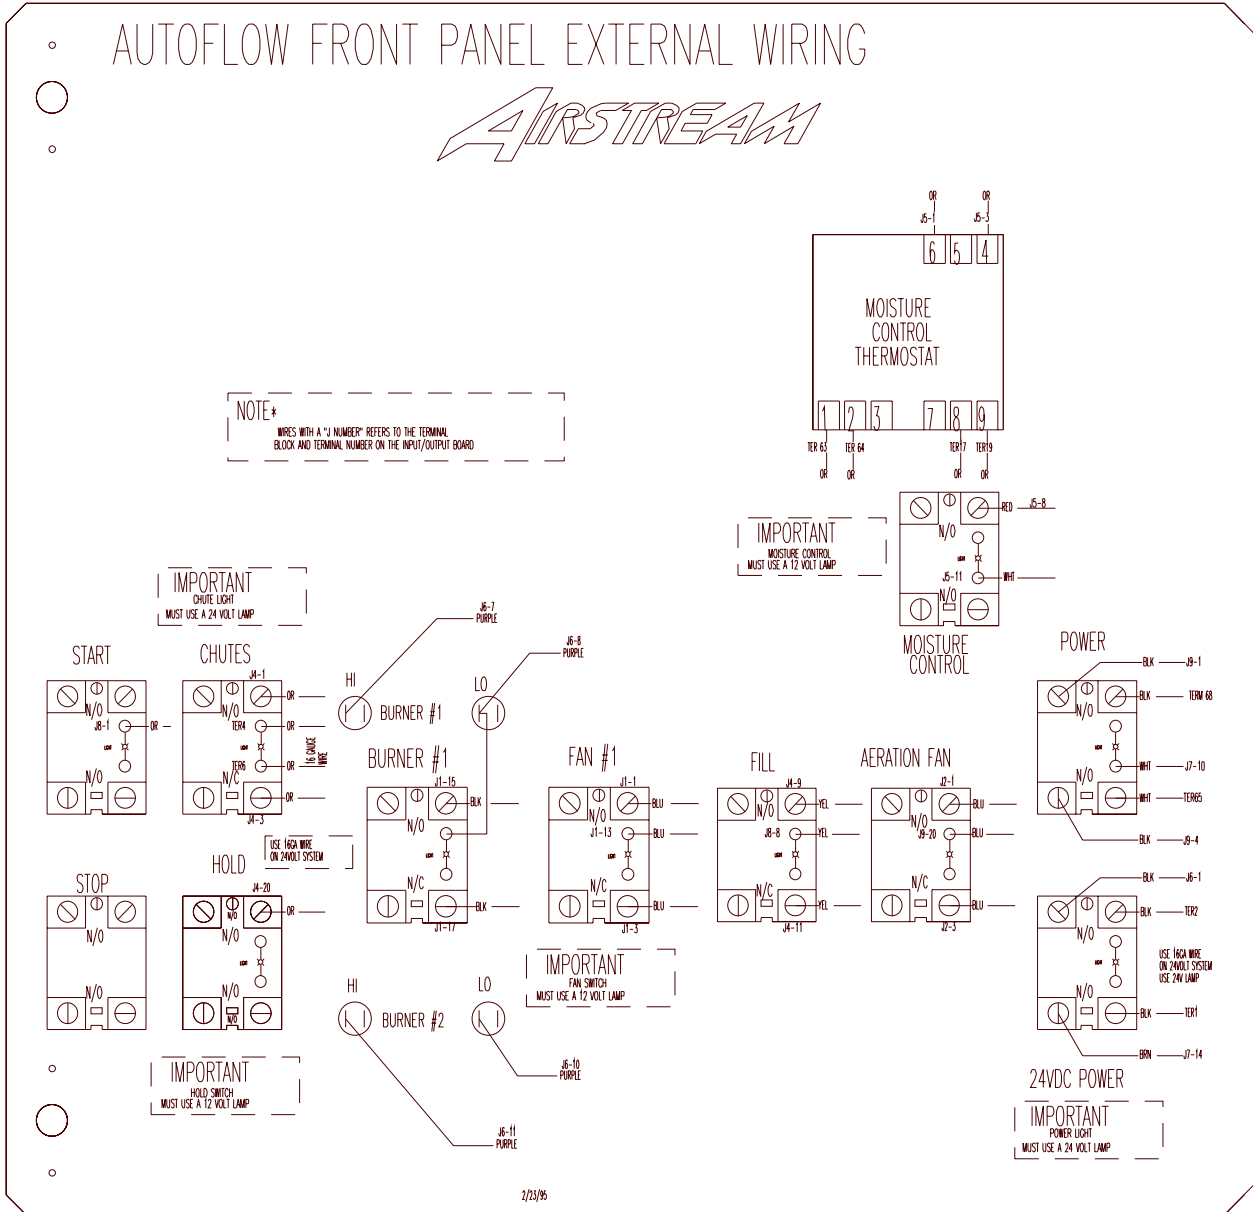 AUTOFLOW FRONT PANEL EXTERNAL WIRING
AIRSTREAM
OR
OR
J5-1
J5-3
6
5
4
MOISTURE
CONTROL
THERMOSTAT
1
2
3
7
8
9
TER 63
TER 64
TER17
TER19
OR
OR
OR
OR
NOTE*
WIRES WITH A "J NUMBER" REFERS TO THE TERMINAL
BLOCK AND TERMINAL NUMBER ON THE INPUT/OUTPUT BOARD
IMPORTANT
MOISTURE CONTROL
MUST USE A 12 VOLT LAMP
RED
J5-8
N/O
LIGHT
J5-11
WHT
N/O
MOISTURE
CONTROL
IMPORTANT
CHUTE LIGHT
MUST USE A 24 VOLT LAMP
START
N/O
J8-1
OR
LIGHT
N/O
CHUTES
J4-1
OR
N/O
TER4
OR
LIGHT
TER6
OR
16 GAUGE
WIRE
N/C
OR
J4-3
J6-7
PURPLE
J6-8
PURPLE
HI
LO
BURNER #1
BURNER #1
J1-15
BLK
N/O
LIGHT
N/C
BLK
J1-17
FAN #1
J1-1
BLU
N/O
J1-13
BLU
LIGHT
N/C
BLU
J1-3
FILL
J4-9
YEL
N/O
J8-8
YEL
LIGHT
N/C
YEL
J4-11
AERATION FAN
J2-1
BLU
N/O
J9-20
BLU
LIGHT
N/C
BLU
J2-3
POWER
BLK
J9-1
BLK
TERM 68
N/O
LIGHT
WHT
J7-10
N/O
WHT
TER65
BLK
J9-4
USE 16GA WIRE
ON 24VOLT SYSTEM
STOP
N/O
N/O
HOLD
J4-20
N/O
OR
N/O
LIGHT
N/O
N/O
IMPORTANT
FAN SWITCH
MUST USE A 12 VOLT LAMP
BLK
J6-1
BLK
TER2
N/O
LIGHT
USE 16GA WIRE
ON 24VOLT SYSTEM
USE 24V LAMP
N/O
BLK
TER1
BRN
J7-14
24VDC POWER
HI
LO
BURNER #2
J6-10
PURPLE
J6-11
PURPLE
IMPORTANT
HOLD SWITCH
MUST USE A 12 VOLT LAMP
IMPORTANT
POWER LIGHT
MUST USE A 24 VOLT LAMP
2/23/95